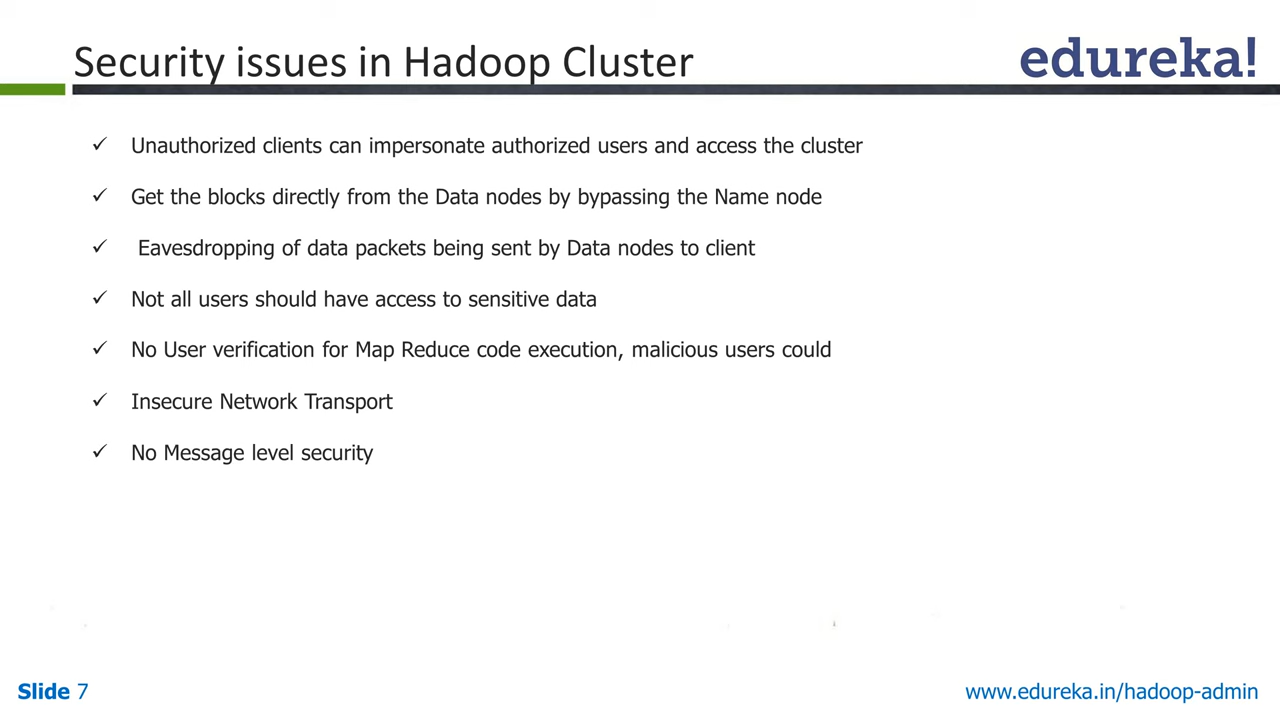 Security issues in Hadoop Cluster
edureka!
✓ Unauthorized clients can impersonate authorized users and access the cluster
✓ Get the blocks directly from the Data nodes by bypassing the Name node
✓ Eavesdropping of data packets being sent by Data nodes to client
✓ Not all users should have access to sensitive data
✓ No User verification for Map Reduce code execution, malicious users could
✓ Insecure Network Transport
✓ No Message level security
Slide 7
www.edureka.in/hadoop-admin